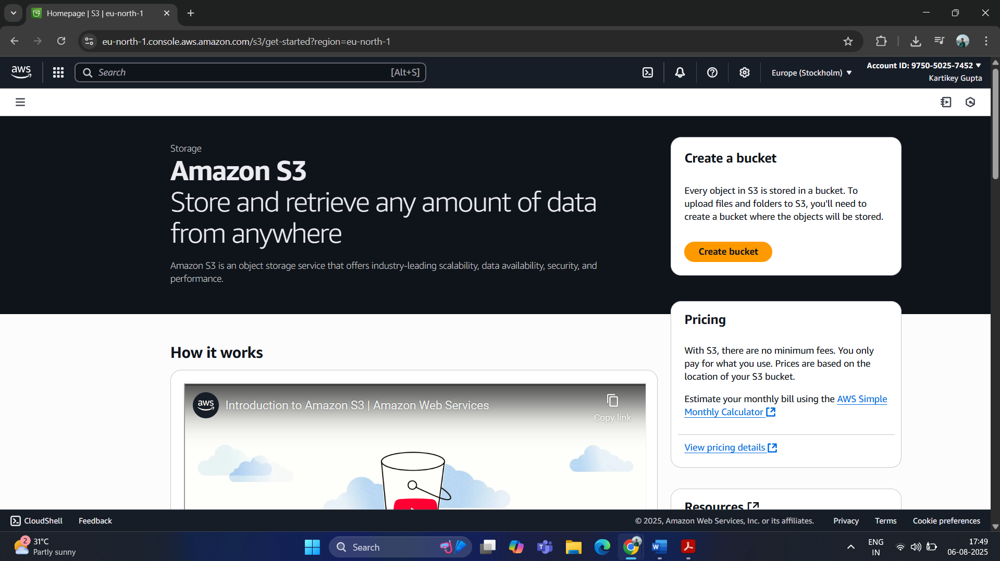 Homepage | S3 | eu-north-1
eu-north-1.console.aws.amazon.com/s3/get-started?region=eu-north-1
aws
Search
[Alt+S]
Europe (Stockholm)
Account ID: 9750-5025-7452
Kartikey Gupta
Storage
Amazon S3
Store and retrieve any amount of data
from anywhere
Amazon S3 is an object storage service that offers industry-leading scalability, data availability, security, and
performance.
Create a bucket
Every object in S3 is stored in a bucket. To
upload files and folders to S3, you'll need to
create a bucket where the objects will be stored.
Create bucket
Pricing
With S3, there are no minimum fees. You only
pay for what you use. Prices are based on the
location of your S3 bucket.
Estimate your monthly bill using the AWS Simple
Monthly Calculator
View pricing details
Resources
How it works
aws
Introduction to Amazon S3 | Amazon Web Services
Copy link
CloudShell
Feedback
© 2025, Amazon Web Services, Inc. or its affiliates.
Privacy
Terms
Cookie preferences
2
31°C
Partly sunny
Search
ENG
IN
17:49
06-08-2025